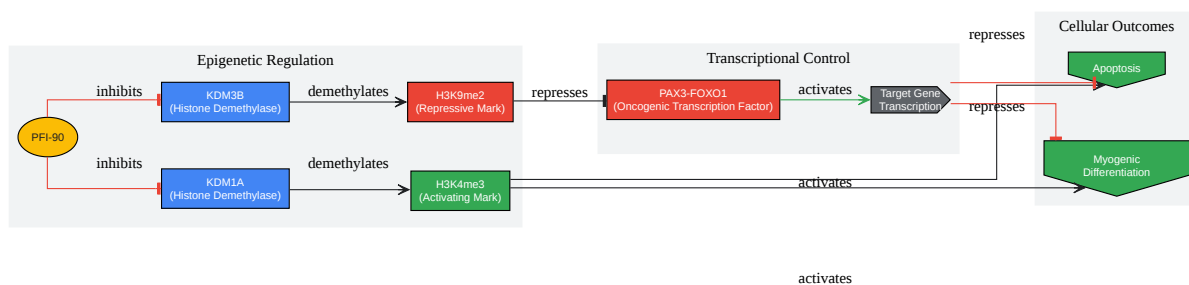 Cellular Outcomes
represses
Epigenetic Regulation
Transcriptional Control
Apoptosis
inhibits
KDM3B
(Histone Demethylase)
demethylates
H3K9me2
(Repressive Mark)
represses
PAX3-FOXO1
(Oncogenic Transcription Factor)
activates
Target Gene
Transcription
represses
PFI-90
inhibits
KDM1A
(Histone Demethylase)
demethylates
H3K4me3
(Activating Mark)
activates
Myogenic
Differentiation
activates